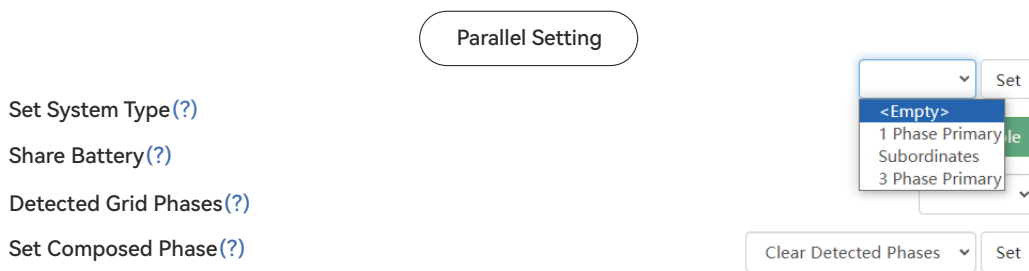 Parallel Setting
Set
Set System Type(?)
<Empty>
1 Phase Primary
Share Battery(?)
Subordinates
3 Phase Primary
Detected Grid Phases(?)
Set Composed Phase(?)
Clear Detected Phases
Set